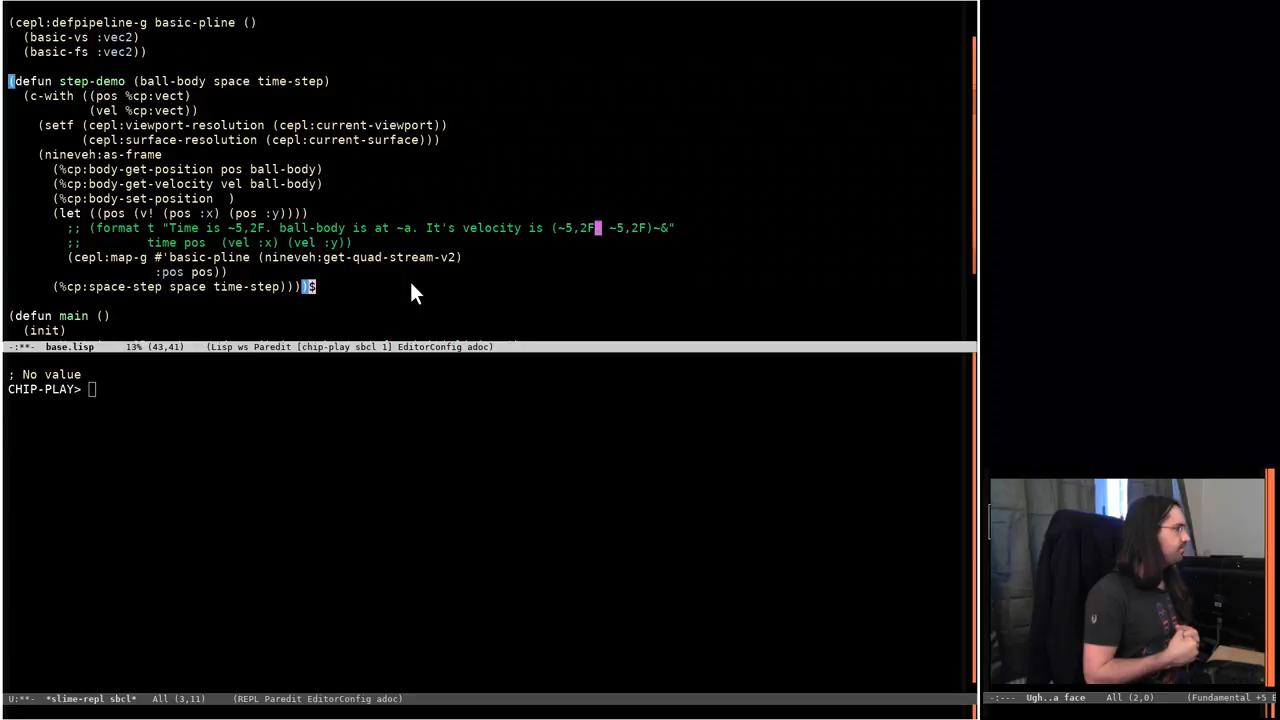 (cepl:defpipeline-g basic-pline ()
  (basic-vs :vec2)
  (basic-fs :vec2))
(defun step-demo (ball-body space time-step)
  (c-with ((pos %cp:vect)
           (vel %cp:vect))
    (setf (cepl:viewport-resolution (cepl:current-viewport))
          (cepl:surface-resolution (cepl:current-surface)))
    (nineveh:as-frame
      (%cp:body-get-position pos ball-body)
      (%cp:body-get-velocity vel ball-body)
      (%cp:body-set-position  )
      (let ((pos (v! (pos :x) (pos :y))))
        ;; (format t "Time is ~5,2F. ball-body is at ~a. It's velocity is (~5,2F  ~5,2F)~&"
        ;;         time pos  (vel :x) (vel :y))
        (cepl:map-g #'basic-pline (nineveh:get-quad-stream-v2)
                    :pos pos))
      (%cp:space-step space time-step))))$
(defun main ()
  (init)
-:**-  base.lisp      13% (43,41)   (Lisp ws Paredit [chip-play sbcl 1] EditorConfig adoc)
; No value
CHIP-PLAY>
U:**-  *slime-repl sbcl*   All (3,11)    (REPL Paredit EditorConfig adoc)
-:---  Ugh..a face   All (2,0)     (Fundamental +5 E